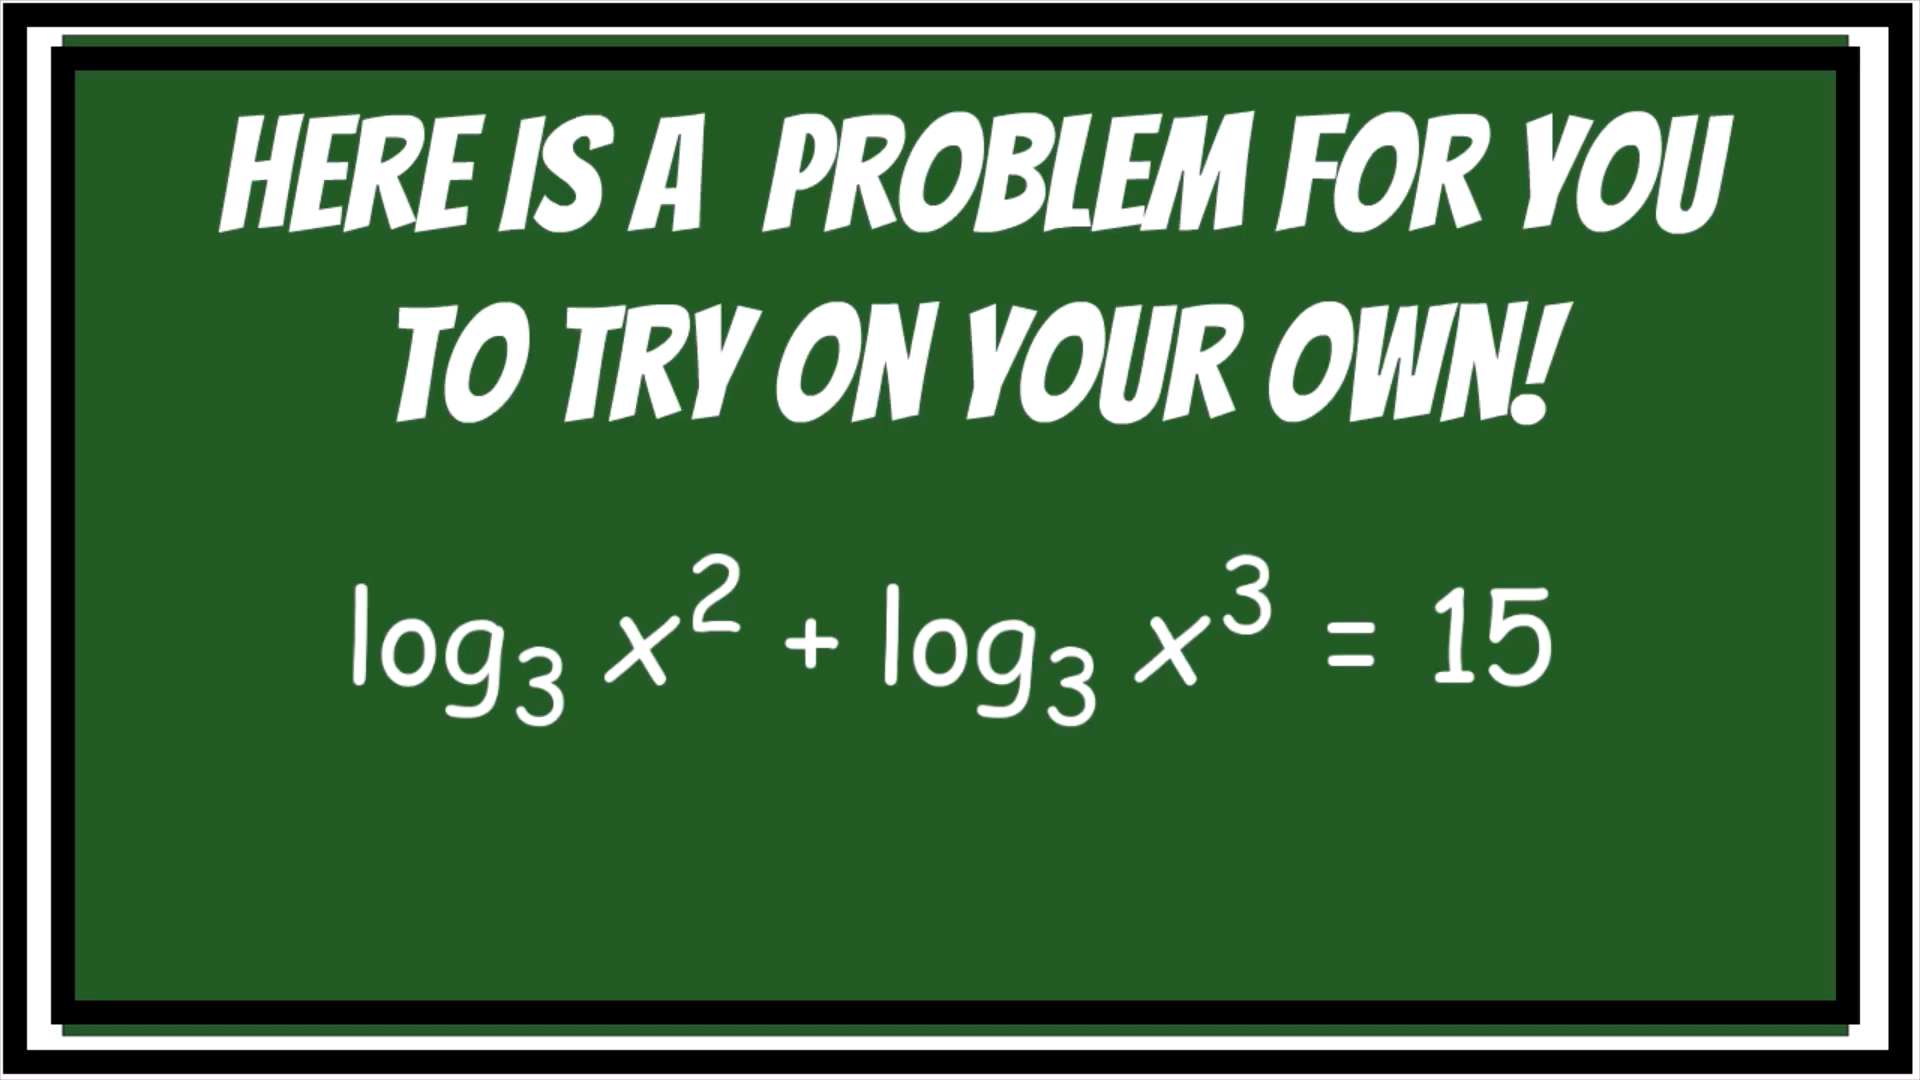 HERE IS A PROBLEM FOR YOU
TO TRY ON YOUR OWN!
log₃ x² + log₃ x³ = 15